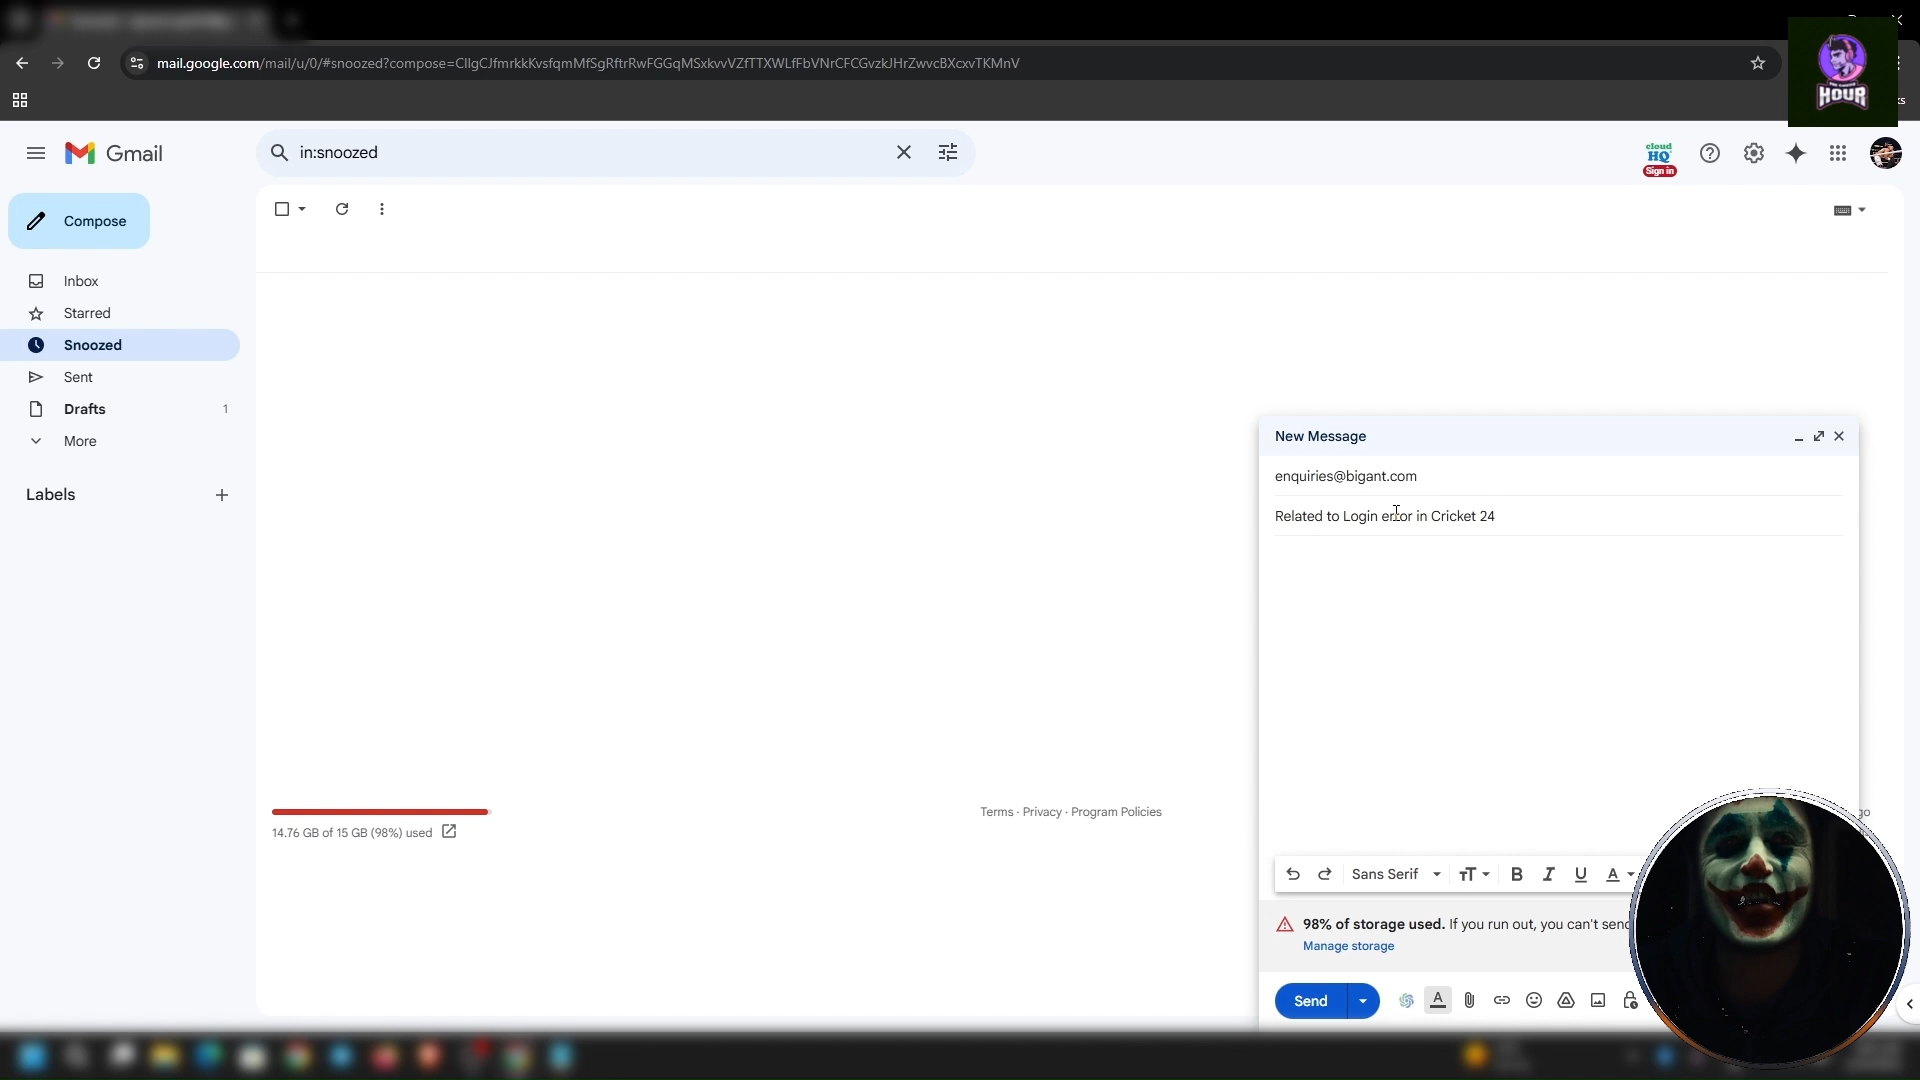 mail.google.com/mail/u/0/#snoozed?compose=CllgCJfmrkkKvsfqmMfSgRftrRwFGGqMSxkvvVZfTTXWLfFbVNrCFCGvzkJHrZwvcBXcxvTKMnV
HOUR
Gmail
in:snoozed
cloud
HQ
Sign in
Compose
Inbox
Starred
Snoozed
Sent
Drafts 1
More
Labels
New Message
enquiries@bigant.com
Related to Login error in Cricket 24
14.76 GB of 15 GB (98%) used
Terms · Privacy · Program Policies
go
Sans Serif
98% of storage used. If you run out, you can't send
Manage storage
Send